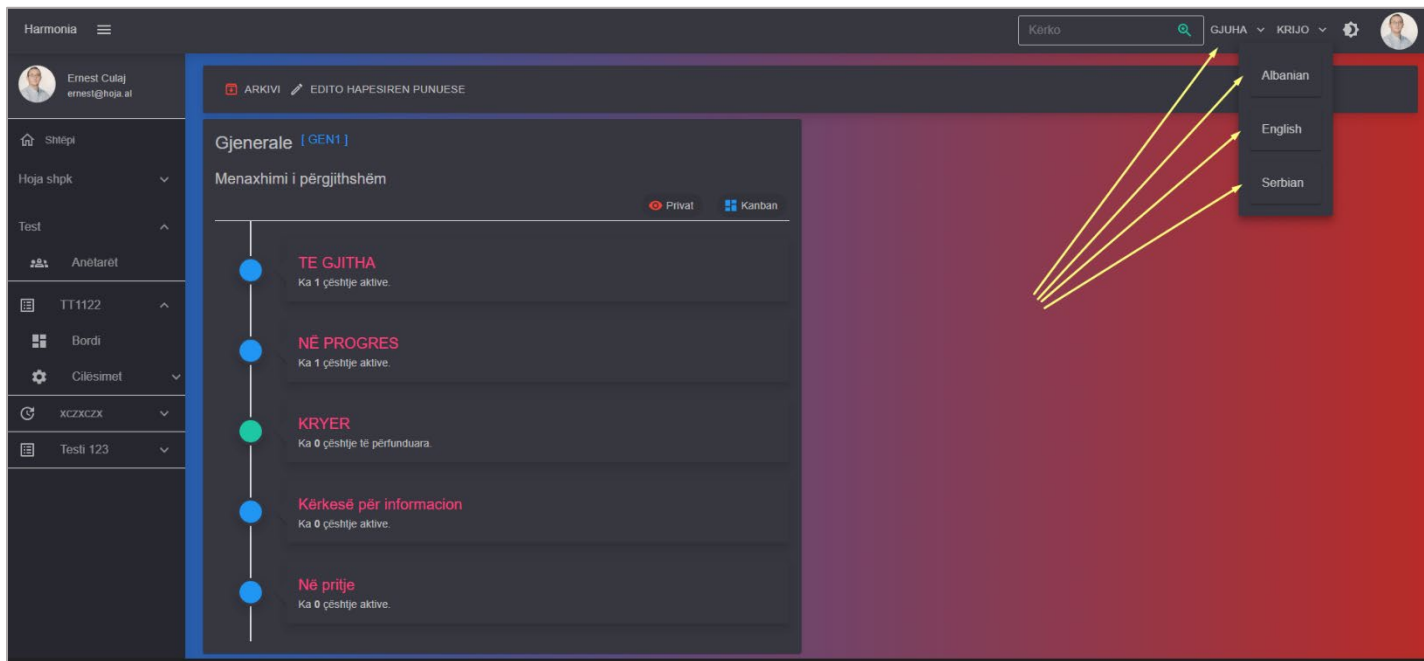 Harmonia
Kërko
GJUHA
KRIJO
Albanian
English
Serbian
Ernest Culaj
ernest@hoja.al
Shtëpi
Hoja shpk
Test
Anëtarët
TT1122
Bordi
Cilësimet
xczxczx
Testi 123
ARKIVI
EDITO HAPESIREN PUNUESE
Gjenerale [ GEN1 ]
Menaxhimi i përgjithshëm
Privat
Kanban
TE GJITHA
Ka 1 çështje aktive.
NË PROGRES
Ka 1 çështje aktive.
KRYER
Ka 0 çështje të përfunduara.
Kërkesë për informacion
Ka 0 çështje aktive.
Në pritje
Ka 0 çështje aktive.